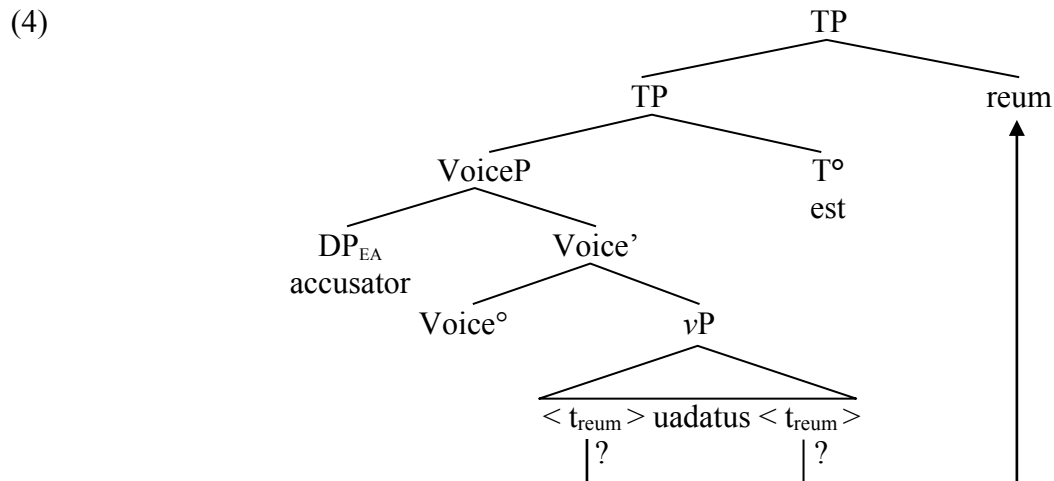 (4) TP
TP reum
VoiceP T°
est
DP_EA Voice’
accusator
Voice° vP
< t_reum > uadatus < t_reum >
? ?